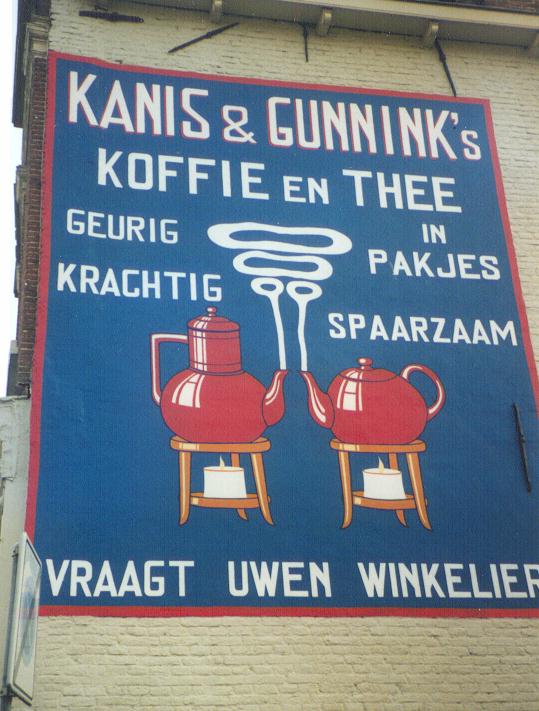 KANIS & GUNNINK'S
KOFFIE EN THEE
GEURIG IN
KRACHTIG PAKJES
SPAARZAAM
VRAAGT UWEN WINKELIER